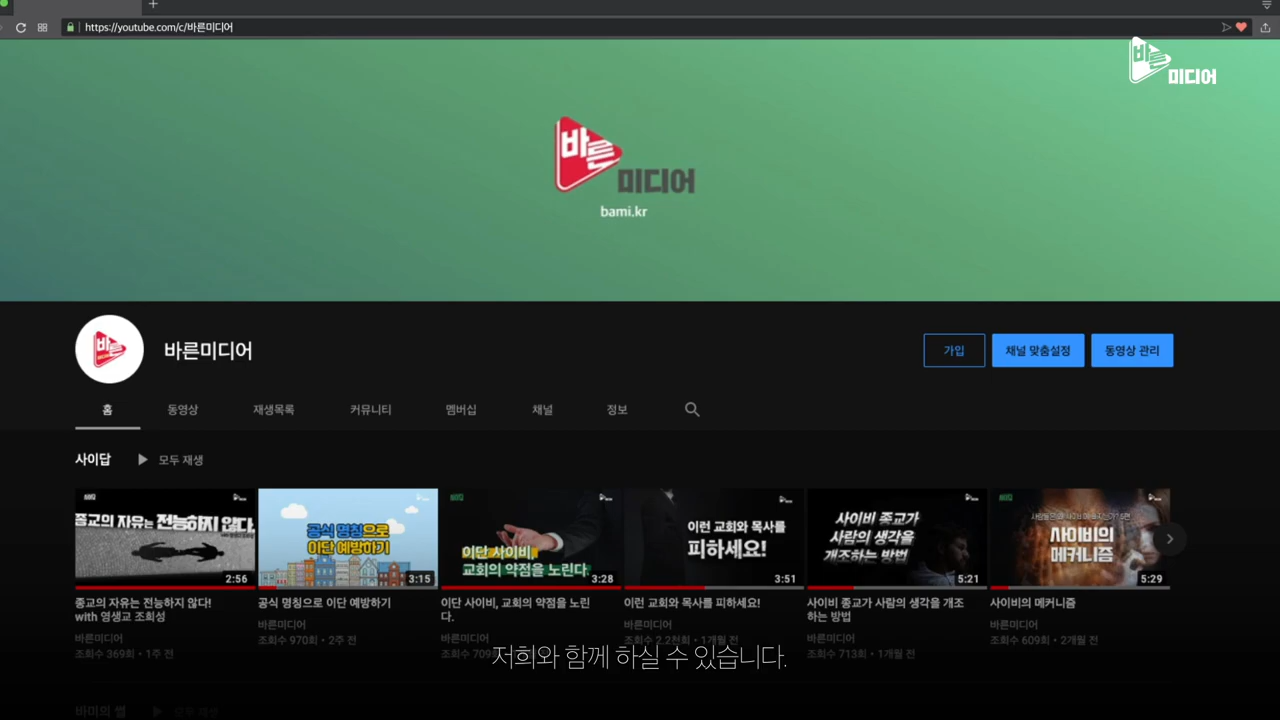 https://youtube.com/c/바른미디어
바른
미디어
바른
미디어
bami.kr
바른
바른미디어
가입
채널 맞춤설정
동영상 관리
홈
동영상
재생목록
커뮤니티
멤버십
채널
정보
사이답
모두 재생
종교의 자유는 전능하지 않다.
2:56
공식 명칭으로
이단 예방하기
3:15
이단 사이비,
교회의 약점을 노린다.
3:28
이런 교회와 목사를
피하세요!
3:51
사이비 종교가
사람의 생각을
개조하는 방법
5:21
사이비의
메커니즘
5:29
종교의 자유는 전능하지 않다!
with 영생교 조희성
바른미디어
조회수 369회 • 1주 전
공식 명칭으로 이단 예방하기
바른미디어
조회수 970회 • 2주 전
이단 사이비, 교회의 약점을 노린
다.
바른미디어
조회수 709
이런 교회와 목사를 피하세요!
바른미디어
조회수 2.2천회 • 1개월 전
사이비 종교가 사람의 생각을 개조
하는 방법
바른미디어
조회수 713회 • 1개월 전
사이비의 메커니즘
바른미디어
조회수 609회 • 2개월 전
저희와 함께 하실 수 있습니다.
바미의 썰
모두 재생